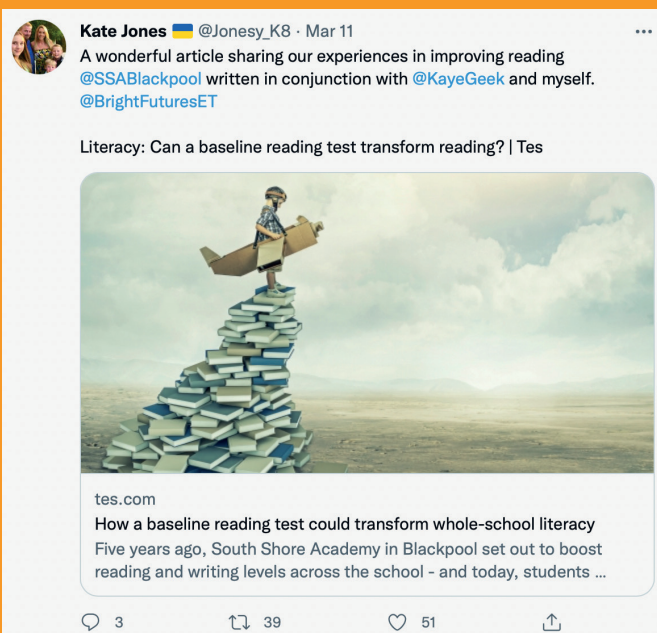 Kate Jones 🇺🇦 @Jonesy_K8 · Mar 11
A wonderful article sharing our experiences in improving reading
@SSABlackpool written in conjunction with @KayeGeek and myself.
@BrightFuturesET
Literacy: Can a baseline reading test transform reading? | Tes
tes.com
How a baseline reading test could transform whole-school literacy
Five years ago, South Shore Academy in Blackpool set out to boost
reading and writing levels across the school - and today, students ...
3 39 51